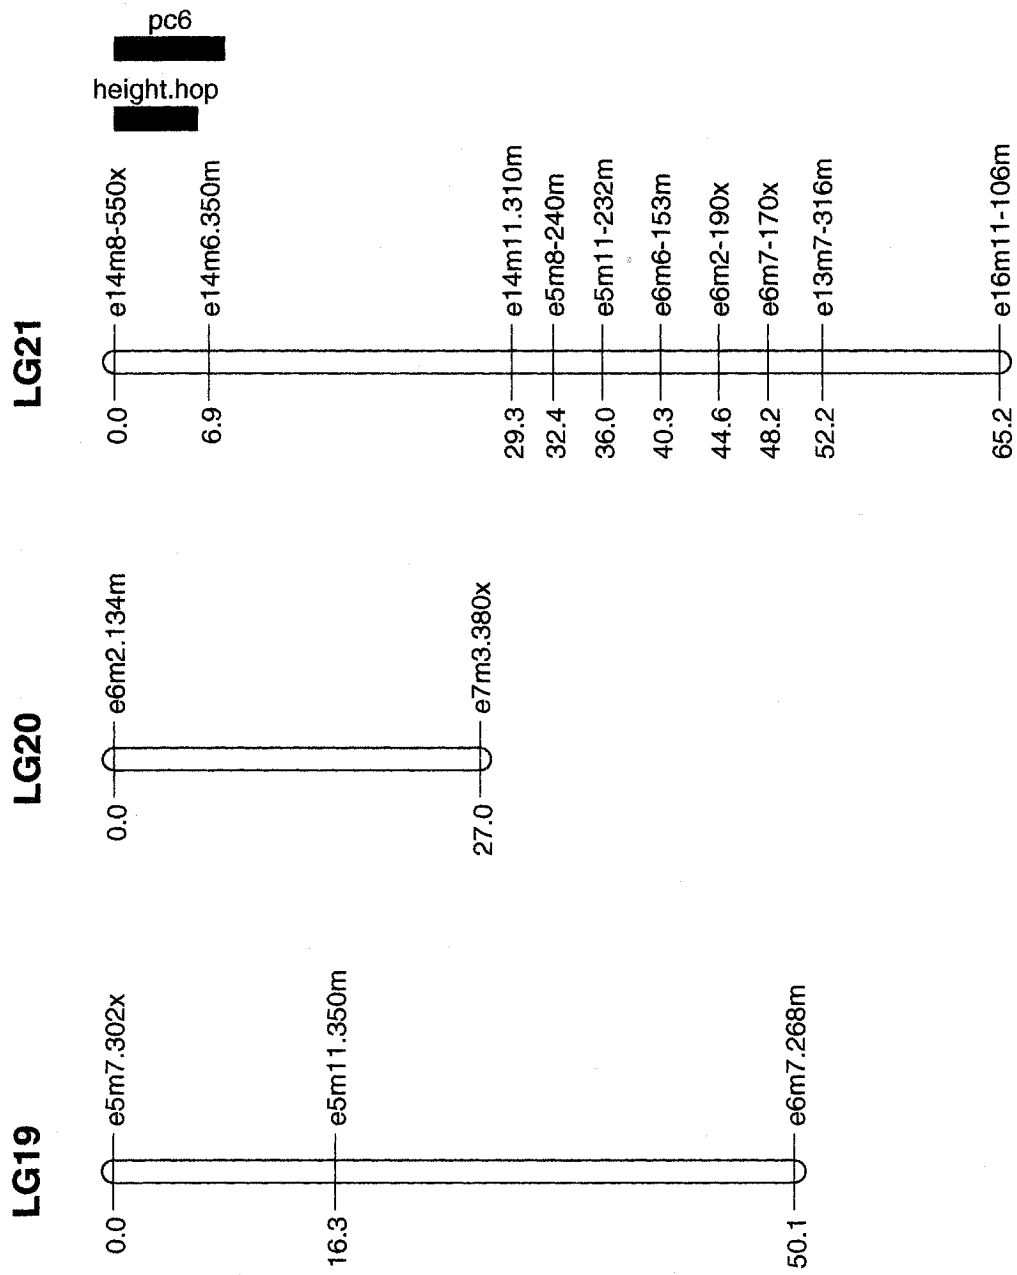 LG19
0.0 e5m7.302x
16.3 e5m11.350m
50.1 e6m7.268m
LG20
0.0 e6m2.134m
27.0 e7m3.380x
LG21
0.0 e14m8-550x
6.9 e14m6.350m
29.3 e14m11.310m
32.4 e5m8-240m
36.0 e5m11-232m
40.3 e6m6-153m
44.6 e6m2-190x
48.2 e6m7-170x
52.2 e13m7-316m
65.2 e16m11-106m
height.hop
pc6